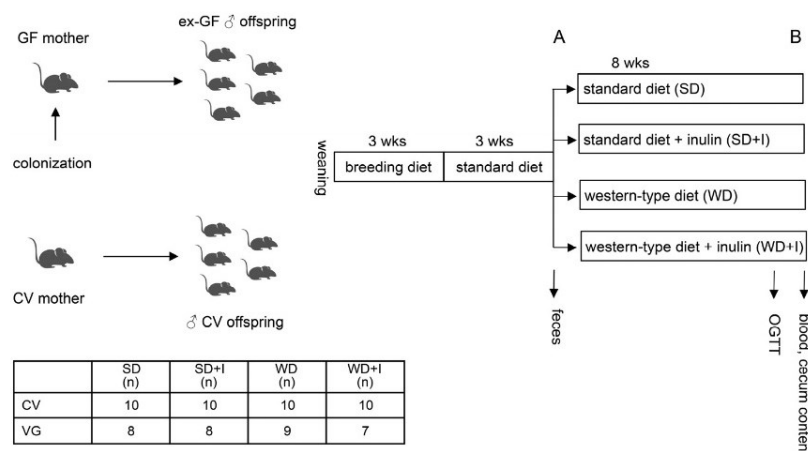 ex-GF ♂ offspring
GF mother
colonization
CV mother
♂ CV offspring
A
B
8 wks
standard diet (SD)
standard diet + inulin (SD+I)
western-type diet (WD)
western-type diet + inulin (WD+I)
weaning
3 wks
3 wks
breeding diet
standard diet
feces
OGTT
blood, cecum conten
SD SD+I WD WD+I
(n) (n) (n) (n)
CV 10 10 10 10
VG 8 8 9 7